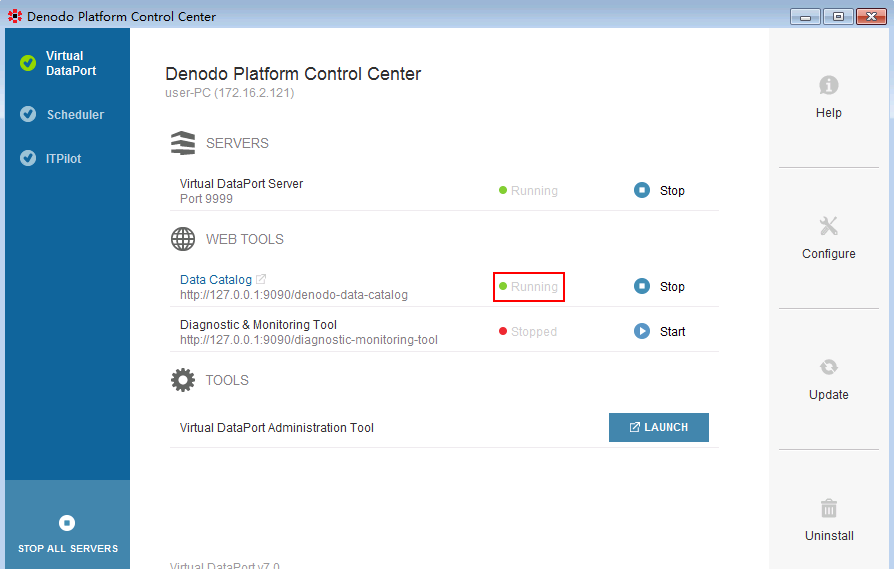 Denodo Platform Control Center
Virtual
DataPort
Scheduler
ITPilot
STOP ALL SERVERS
Denodo Platform Control Center
user-PC (172.16.2.121)
SERVERS
Virtual DataPort Server
Port 9999
Running
Stop
WEB TOOLS
Data Catalog
http://127.0.0.1:9090/denodo-data-catalog
Running
Stop
Diagnostic & Monitoring Tool
http://127.0.0.1:9090/diagnostic-monitoring-tool
Stopped
Start
TOOLS
Virtual DataPort Administration Tool
LAUNCH
Virtual DataPort v7.0
Help
Configure
Update
Uninstall